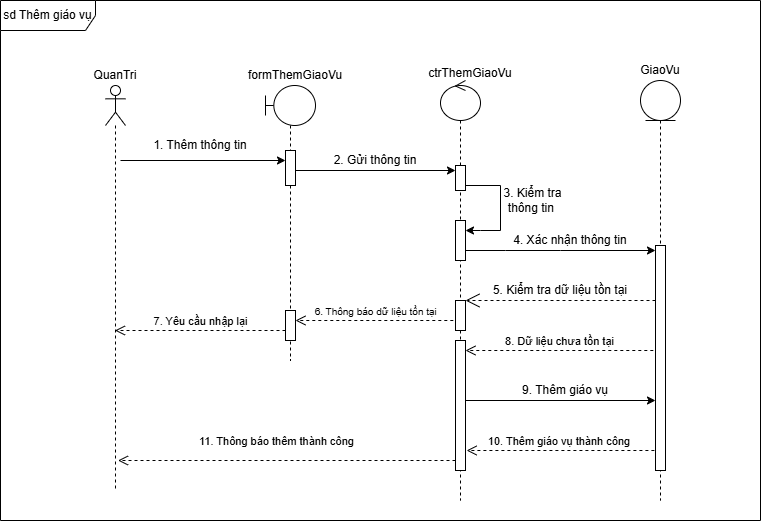 sd Thêm giáo vụ
QuanTri
formThemGiaoVu
ctrThemGiaoVu
GiaoVu
1. Thêm thông tin
2. Gửi thông tin
3. Kiểm tra
thông tin
4. Xác nhận thông tin
5. Kiểm tra dữ liệu tồn tại
6. Thông báo dữ liệu tồn tại
7. Yêu cầu nhập lại
8. Dữ liệu chưa tồn tại
9. Thêm giáo vụ
10. Thêm giáo vụ thành công
11. Thông báo thêm thành công